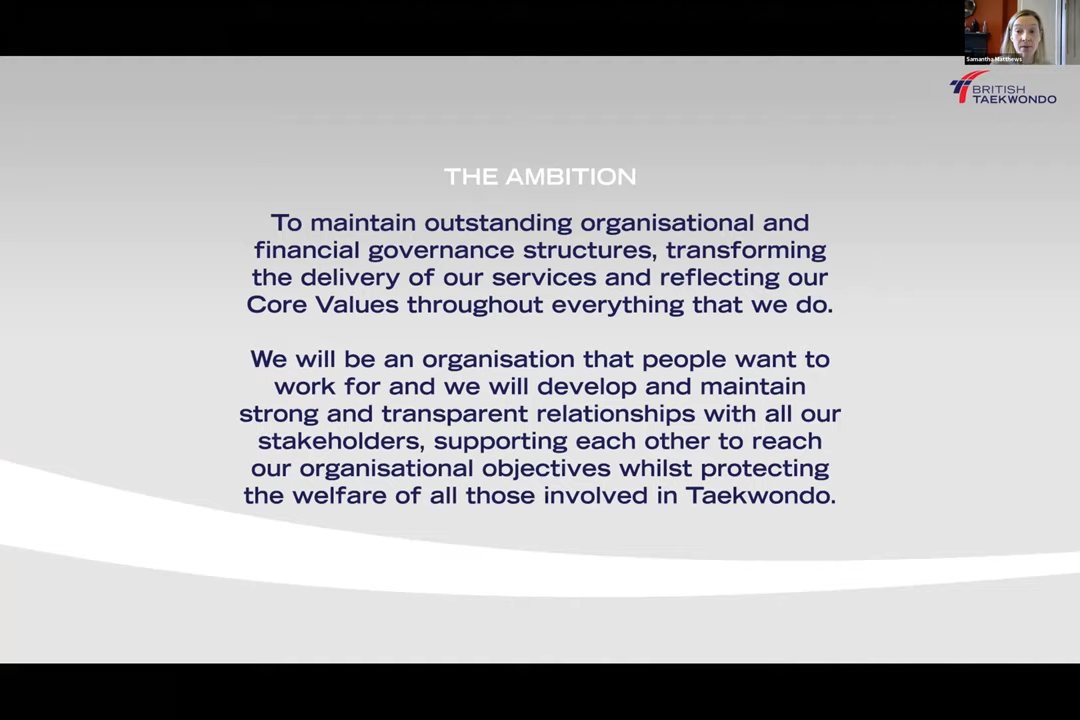 Samantha Matthews
BRITISH
TAEKWONDO
THE AMBITION
To maintain outstanding organisational and
financial governance structures, transforming
the delivery of our services and reflecting our
Core Values throughout everything that we do.
We will be an organisation that people want to
work for and we will develop and maintain
strong and transparent relationships with all our
stakeholders, supporting each other to reach
our organisational objectives whilst protecting
the welfare of all those involved in Taekwondo.